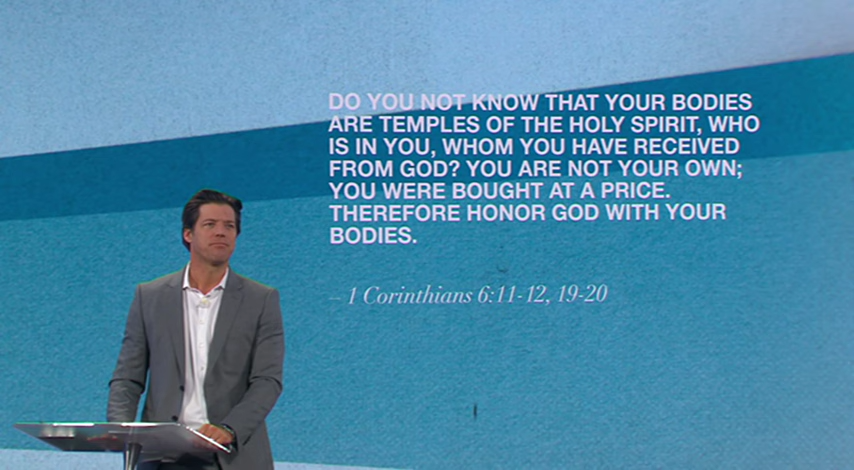 DO YOU NOT KNOW THAT YOUR BODIES
ARE TEMPLES OF THE HOLY SPIRIT, WHO
IS IN YOU, WHOM YOU HAVE RECEIVED
FROM GOD? YOU ARE NOT YOUR OWN;
YOU WERE BOUGHT AT A PRICE.
THEREFORE HONOR GOD WITH YOUR
BODIES.
– 1 Corinthians 6:11-12, 19-20